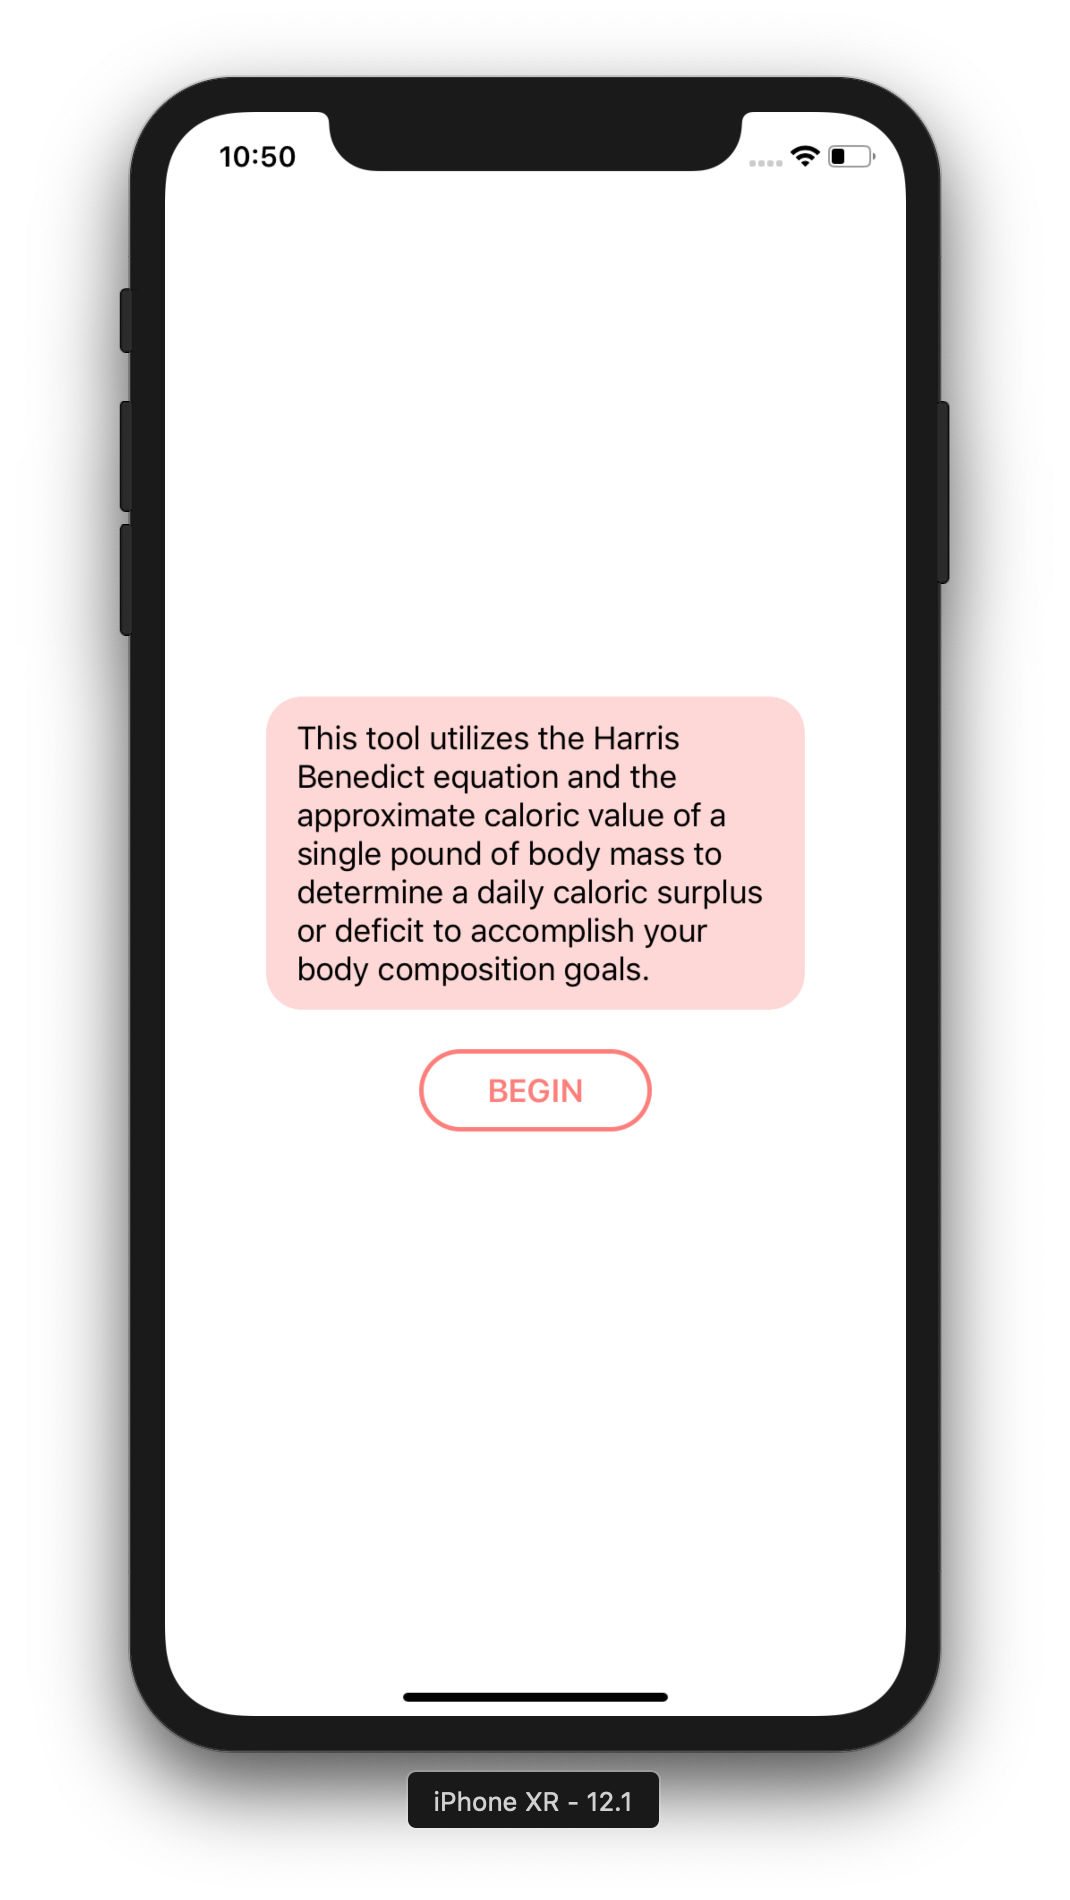 10:50
This tool utilizes the Harris
Benedict equation and the
approximate caloric value of a
single pound of body mass to
determine a daily caloric surplus
or deficit to accomplish your
body composition goals.
BEGIN
iPhone XR - 12.1